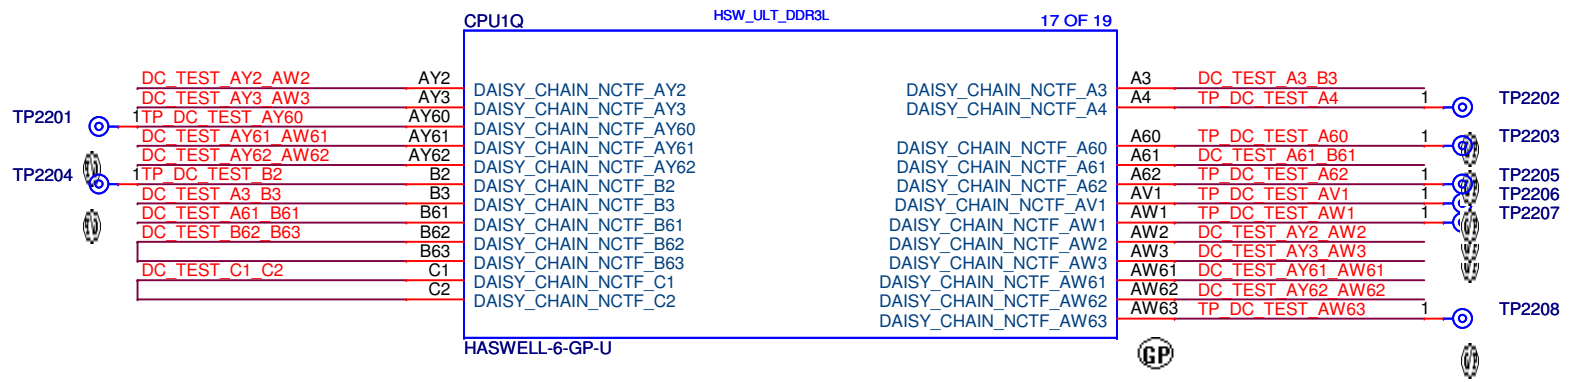 CPU1Q HSW_ULT_DDR3L 17 OF 19
DC_TEST_AY2_AW2 AY2 DAISY_CHAIN_NCTF_AY2
DC_TEST_AY3_AW3 AY3 DAISY_CHAIN_NCTF_AY3
TP2201 1 TP_DC_TEST_AY60 AY60 DAISY_CHAIN_NCTF_AY60
DC_TEST_AY61_AW61 AY61 DAISY_CHAIN_NCTF_AY61
DC_TEST_AY62_AW62 AY62 DAISY_CHAIN_NCTF_AY62
TP2204 1 TP_DC_TEST_B2 B2 DAISY_CHAIN_NCTF_B2
DC_TEST_A3_B3 B3 DAISY_CHAIN_NCTF_B3
DC_TEST_A61_B61 B61 DAISY_CHAIN_NCTF_B61
DC_TEST_B62_B63 B62 DAISY_CHAIN_NCTF_B62
B63 DAISY_CHAIN_NCTF_B63
DC_TEST_C1_C2 C1 DAISY_CHAIN_NCTF_C1
C2 DAISY_CHAIN_NCTF_C2
DAISY_CHAIN_NCTF_A3 A3 DC_TEST_A3_B3
DAISY_CHAIN_NCTF_A4 A4 TP_DC_TEST_A4 1 TP2202
DAISY_CHAIN_NCTF_A60 A60 TP_DC_TEST_A60 1 TP2203
DAISY_CHAIN_NCTF_A61 A61 DC_TEST_A61_B61
DAISY_CHAIN_NCTF_A62 A62 TP_DC_TEST_A62 1 TP2205
DAISY_CHAIN_NCTF_AV1 AV1 TP_DC_TEST_AV1 1 TP2206
DAISY_CHAIN_NCTF_AW1 AW1 TP_DC_TEST_AW1 1 TP2207
DAISY_CHAIN_NCTF_AW2 AW2 DC_TEST_AY2_AW2
DAISY_CHAIN_NCTF_AW3 AW3 DC_TEST_AY3_AW3
DAISY_CHAIN_NCTF_AW61 AW61 DC_TEST_AY61_AW61
DAISY_CHAIN_NCTF_AW62 AW62 DC_TEST_AY62_AW62
DAISY_CHAIN_NCTF_AW63 AW63 TP_DC_TEST_AW63 1 TP2208
HASWELL-6-GP-U
GP